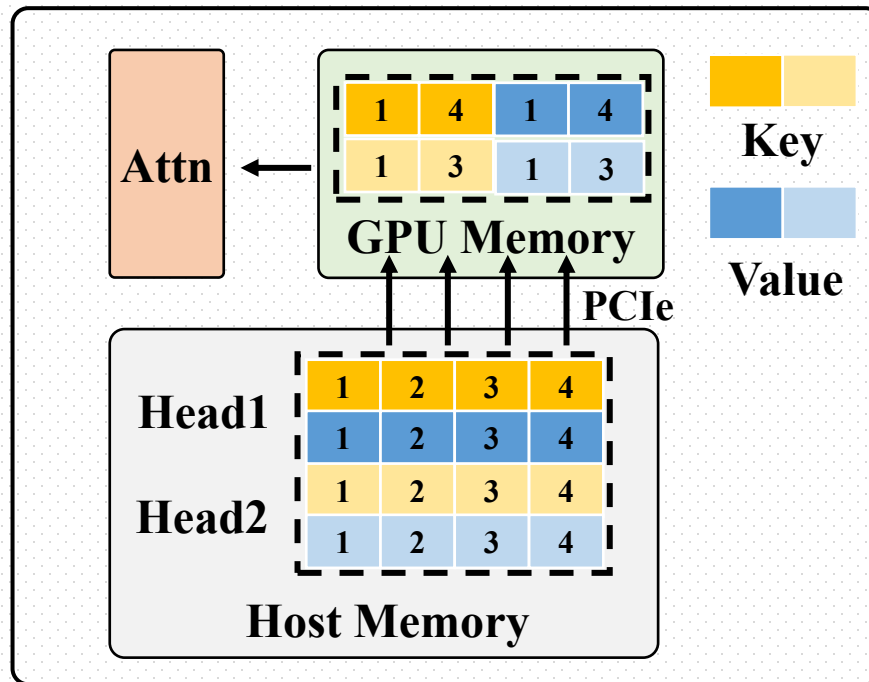 1 4 1 4
Attn
1 3 1 3
Key
GPU Memory
Value
PCIe
Head1
1 2 3 4
1 2 3 4
Head2
1 2 3 4
1 2 3 4
Host Memory